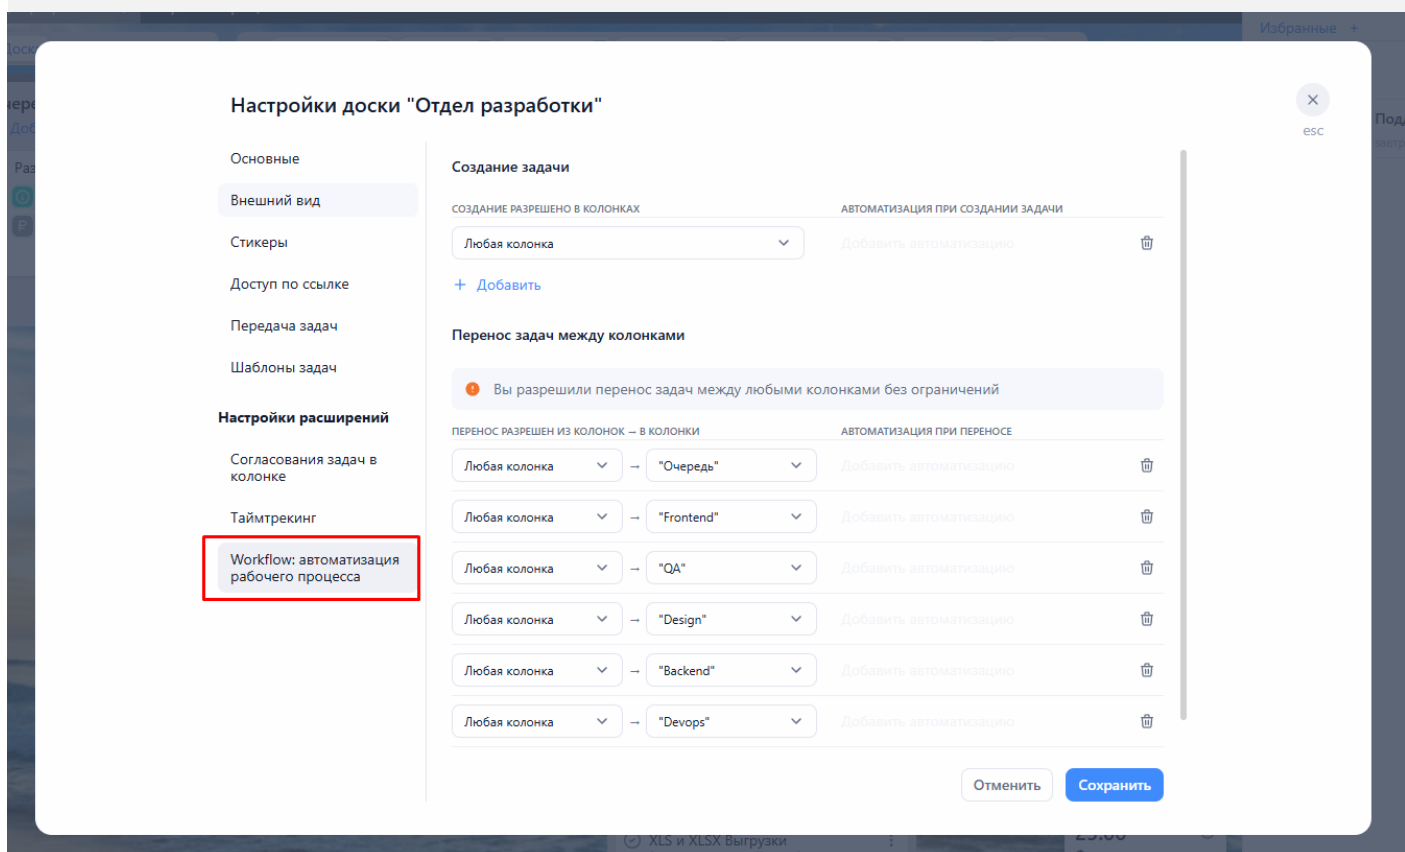 Избранные +
Настройки доски "Отдел разработки"
esc
Основные
Внешний вид
Стикеры
Доступ по ссылке
Передача задач
Шаблоны задач
Настройки расширений
Согласования задач в
колонке
Таймтрекинг
Workflow: автоматизация
рабочего процесса
Создание задачи
СОЗДАНИЕ РАЗРЕШЕНО В КОЛОНКАХ
АВТОМАТИЗАЦИЯ ПРИ СОЗДАНИИ ЗАДАЧИ
Любая колонка
Добавить автоматизацию
+ Добавить
Перенос задач между колонками
Вы разрешили перенос задач между любыми колонками без ограничений
ПЕРЕНОС РАЗРЕШЕН ИЗ КОЛОНОК → В КОЛОНКИ
АВТОМАТИЗАЦИЯ ПРИ ПЕРЕНОСЕ
Любая колонка → "Очередь" Добавить автоматизацию
Любая колонка → "Frontend" Добавить автоматизацию
Любая колонка → "QA" Добавить автоматизацию
Любая колонка → "Design" Добавить автоматизацию
Любая колонка → "Backend" Добавить автоматизацию
Любая колонка → "Devops" Добавить автоматизацию
Отменить
Сохранить
XLS и XLSX Выгрузки